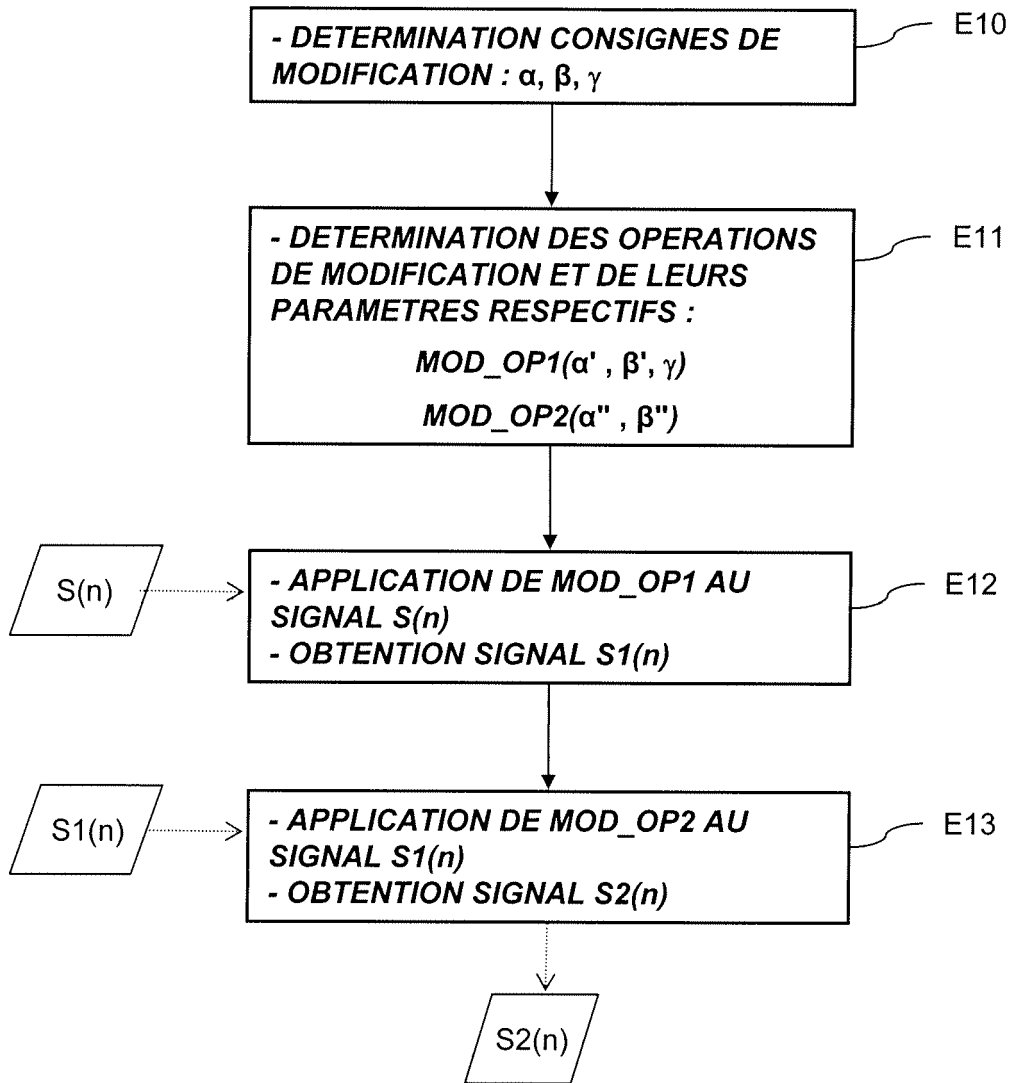 - DETERMINATION CONSIGNES DE
MODIFICATION : α, β, γ
E10
- DETERMINATION DES OPERATIONS
DE MODIFICATION ET DE LEURS
PARAMETRES RESPECTIFS :
MOD_OP1(α' , β', γ)
MOD_OP2(α" , β")
E11
S(n)
- APPLICATION DE MOD_OP1 AU
SIGNAL S(n)
- OBTENTION SIGNAL S1(n)
E12
S1(n)
- APPLICATION DE MOD_OP2 AU
SIGNAL S1(n)
- OBTENTION SIGNAL S2(n)
E13
S2(n)